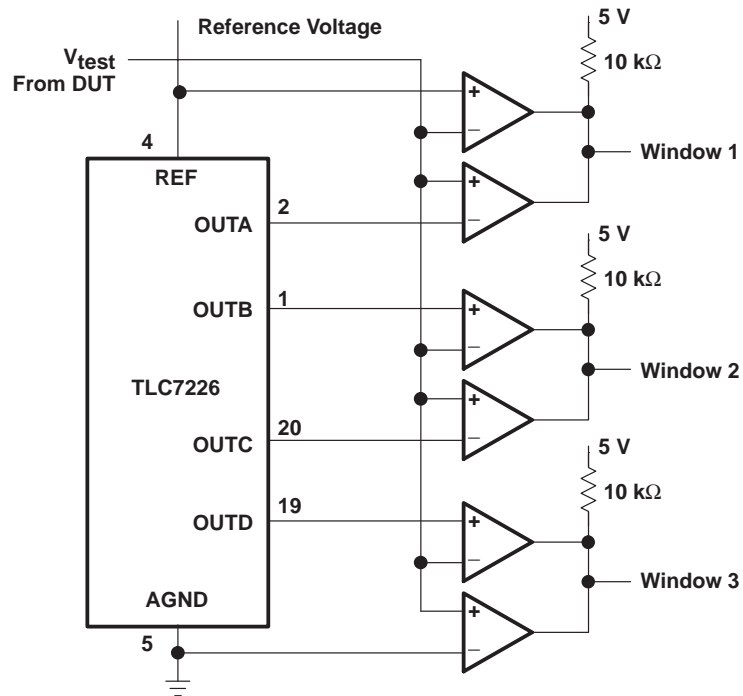 Reference Voltage
Vtest
From DUT
5 V
10 kΩ
+
–
Window 1
4
REF
+
–
OUTA
2
5 V
10 kΩ
OUTB
1
+
–
Window 2
TLC7226
+
–
OUTC
20
5 V
10 kΩ
OUTD
19
+
–
Window 3
AGND
+
–
5